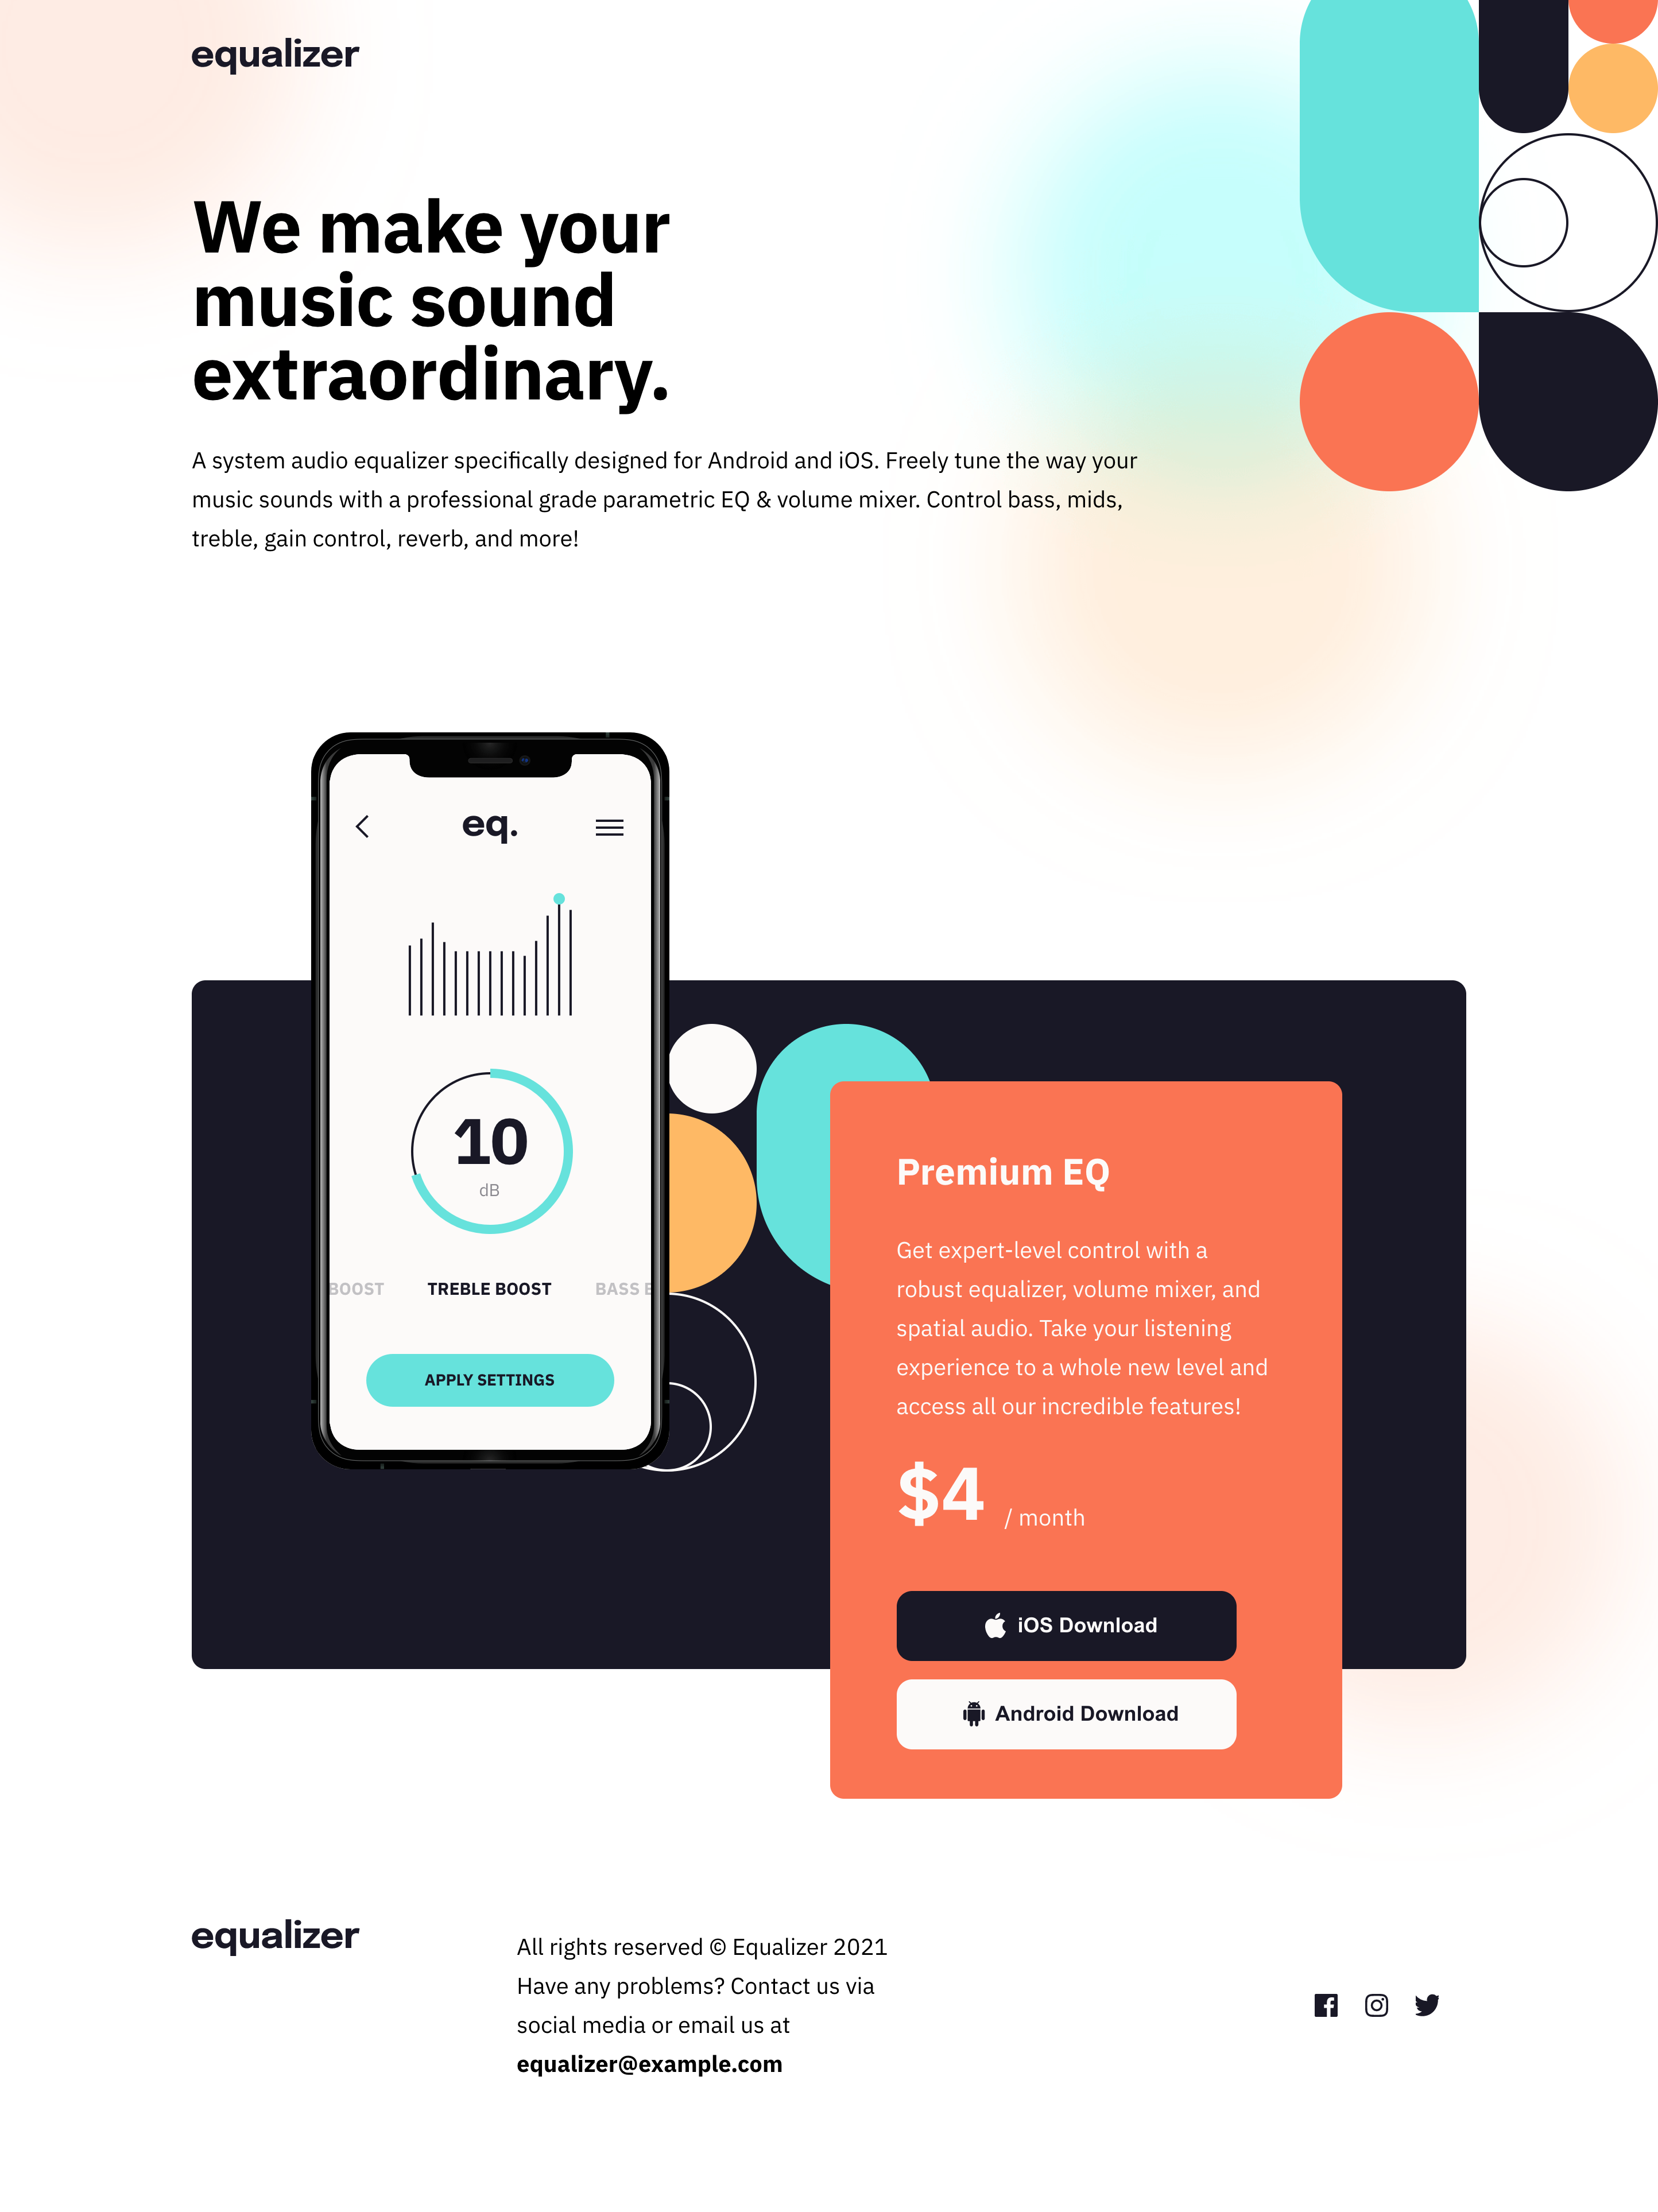 equalizer
We make your
music sound
extraordinary.
A system audio equalizer specifically designed for Android and iOS. Freely tune the way your
music sounds with a professional grade parametric EQ & volume mixer. Control bass, mids,
treble, gain control, reverb, and more!
eq.
10
dB
BOOST TREBLE BOOST BASS
APPLY SETTINGS
Premium EQ
Get expert-level control with a
robust equalizer, volume mixer, and
spatial audio. Take your listening
experience to a whole new level and
access all our incredible features!
$4 / month
iOS Download
Android Download
equalizer
All rights reserved © Equalizer 2021
Have any problems? Contact us via
social media or email us at
equalizer@example.com